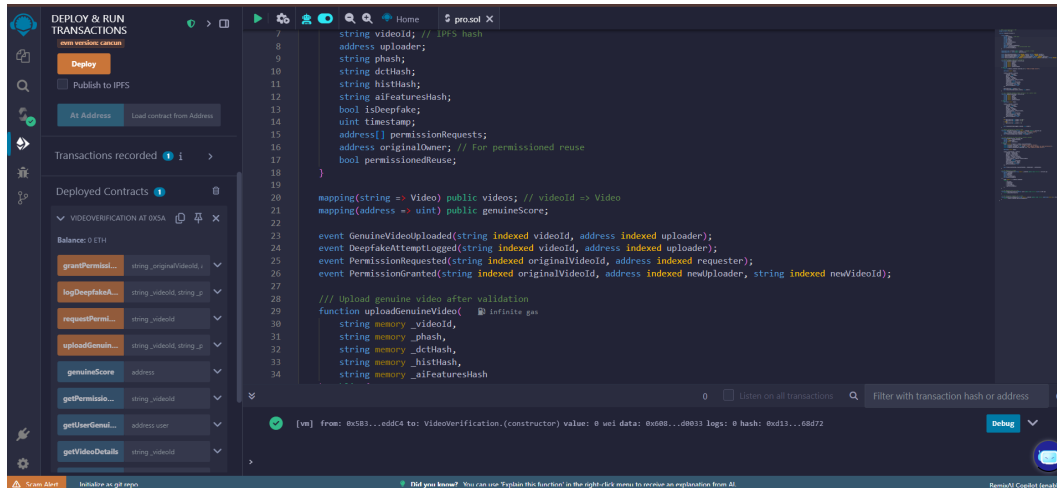 DEPLOY & RUN
TRANSACTIONS
evm version: cancun
Deploy
Publish to IPFS
At Address
Load contract from Address
Transactions recorded 1 i
Deployed Contracts 1
VIDEOVERIFICATION AT 0X5A
Balance: 0 ETH
grantPermissi... string _originalVideoId,
logDeepfakeA... string _videoId, string _p
requestPermi... string _videoId
uploadGenuin... string _videoId, string _p
genuineScore address
getPermissio... string _videoId
getUserGenui... address user
getVideoDetails string _videoId
Home
pro.sol
7 string videoId; // IPFS hash
8 address uploader;
9 string phash;
10 string dctHash;
11 string histHash;
12 string aiFeaturesHash;
13 bool isDeepfake;
14 uint timestamp;
15 address[] permissionRequests;
16 address originalOwner; // For permissioned reuse
17 bool permissionedReuse;
18 }
19
20 mapping(string => Video) public videos; // videoId => Video
21 mapping(address => uint) public genuineScore;
22
23 event GenuineVideoUploaded(string indexed videoId, address indexed uploader);
24 event DeepfakeAttemptLogged(string indexed videoId, address indexed uploader);
25 event PermissionRequested(string indexed originalVideoId, address indexed requester);
26 event PermissionGranted(string indexed originalVideoId, address indexed newUploader, string indexed newVideoId);
27
28 /// Upload genuine video after validation
29 function uploadGenuineVideo( infinite gas
30 string memory _videoId,
31 string memory _phash,
32 string memory _dctHash,
33 string memory _histHash,
34 string memory _aiFeaturesHash
0 Listen on all transactions
Filter with transaction hash or address
[vm] from: 0x5B3...eddC4 to: VideoVerification.(constructor) value: 0 wei data: 0x608...d0033 logs: 0 hash: 0xd13...68d72
Debug
>
Scam Alert
Initialize as git repo
Did you know? You can use 'Explain this function' in the right-click menu to receive an explanation from AI.
RemixAI Copilot (enab